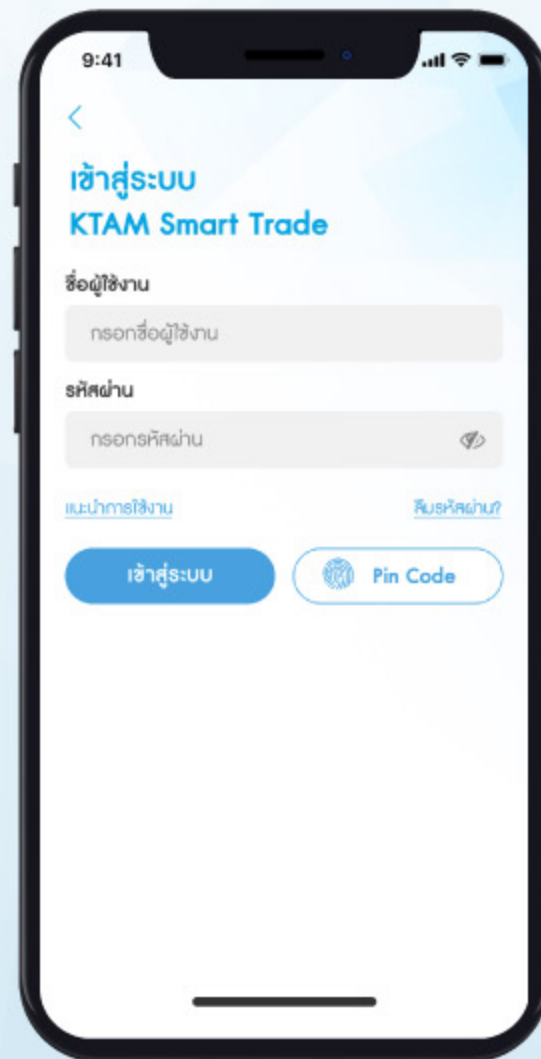 9:41
เข้าสู่ระบบ
KTAM Smart Trade
ชื่อผู้ใช้งาน
กรอกชื่อผู้ใช้งาน
รหัสผ่าน
กรอกรหัสผ่าน
แนะนำการใช้งาน ลืมรหัสผ่าน?
เข้าสู่ระบบ Pin Code